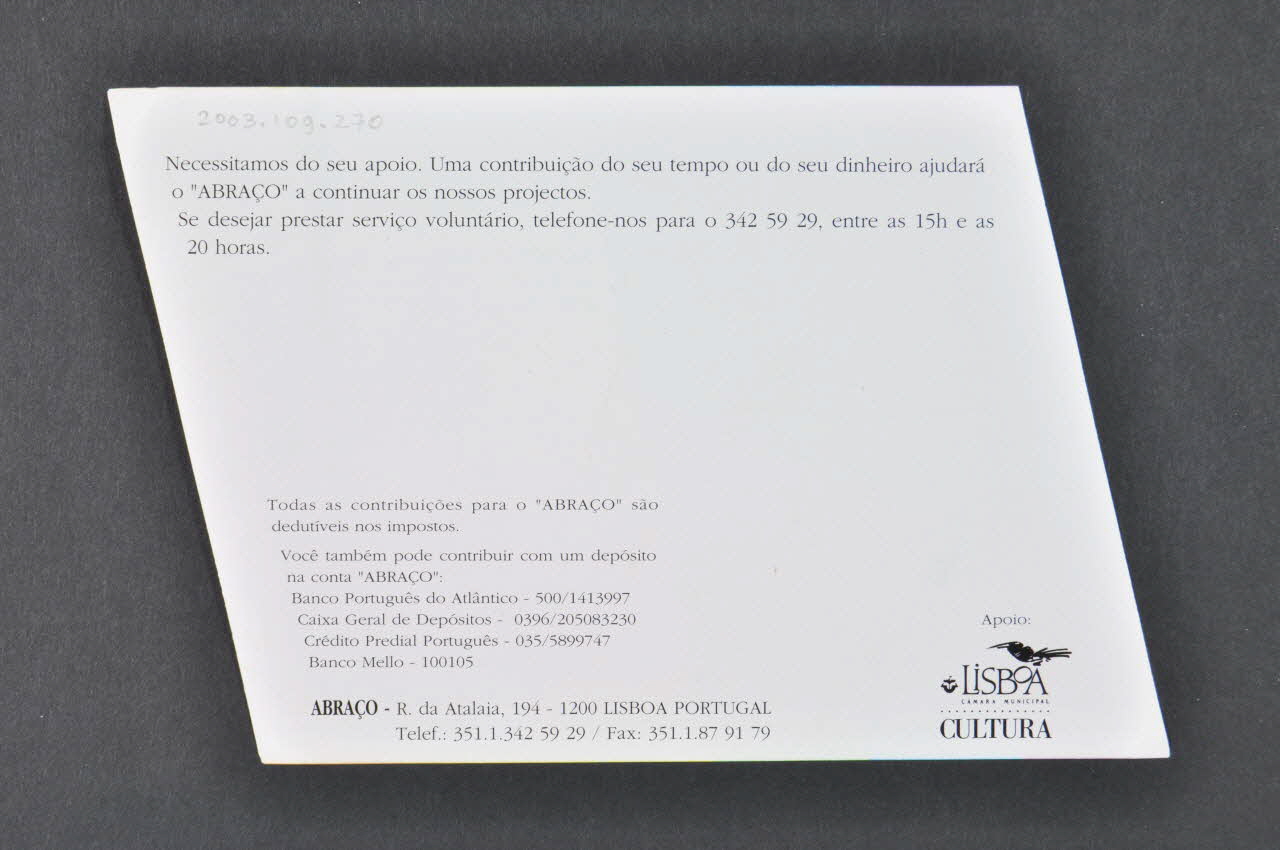 2003.109.270
Necessitamos do seu apoio. Uma contribuição do seu tempo ou do seu dinheiro ajudará
o "ABRAÇO" a continuar os nossos projectos.
Se desejar prestar serviço voluntário, telefone-nos para o 342 59 29, entre as 15h e as
20 horas.
Todas as contribuições para o "ABRAÇO" são
dedutíveis nos impostos.
Você também pode contribuir com um depósito
na conta "ABRAÇO":
Banco Português do Atlântico - 500/1413997
Caixa Geral de Depósitos - 0396/205083230
Crédito Predial Português - 035/5899747
Banco Mello - 100105
ABRAÇO - R. da Atalaia, 194 - 1200 LISBOA PORTUGAL
Telef.: 351.1.342 59 29 / Fax: 351.1.87 91 79
Apoio:
LISBOA
CÂMARA MUNICIPAL
CULTURA